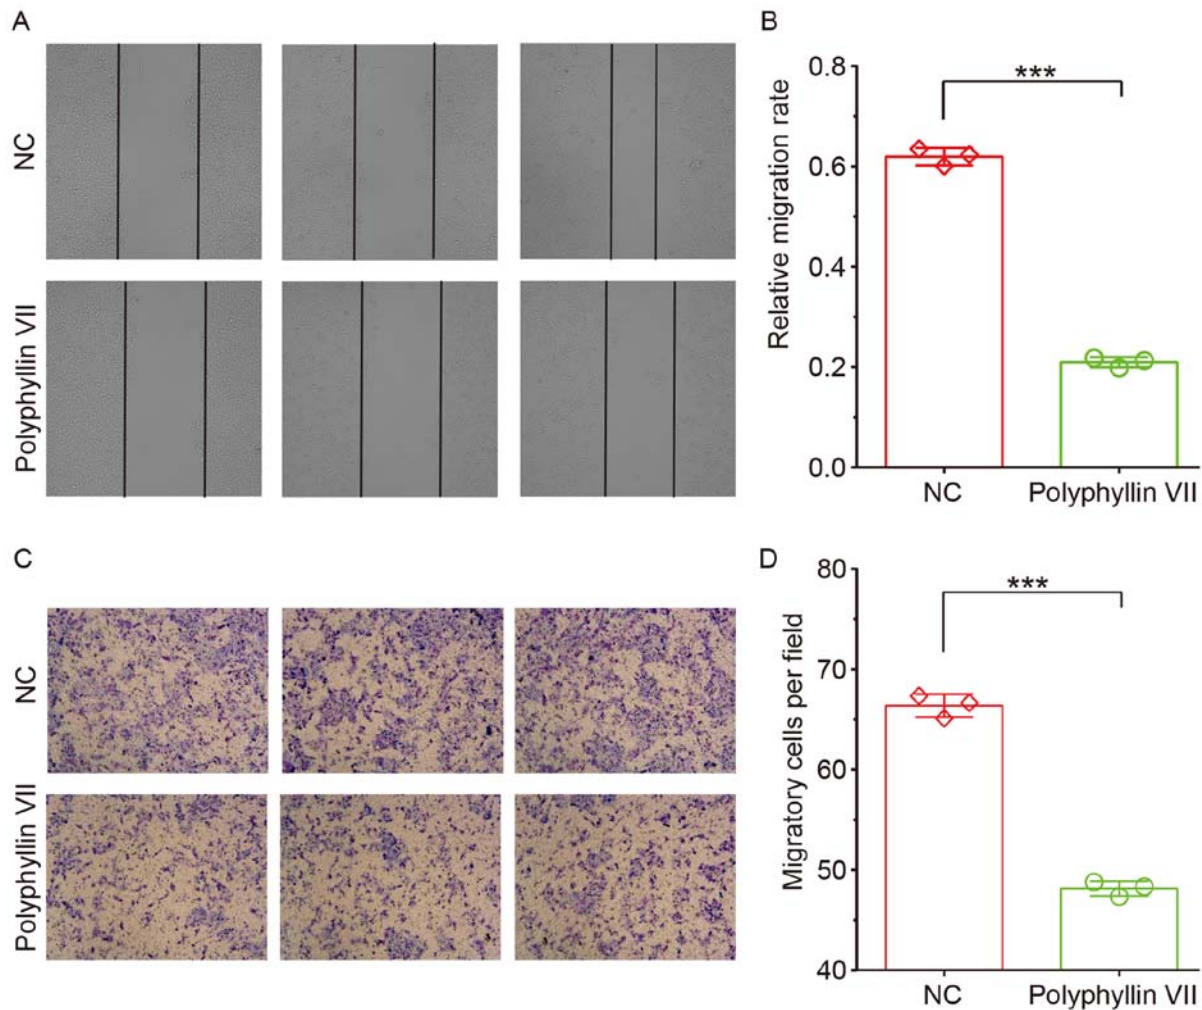 A
NC
Polyphyllin VII
B
***
Relative migration rate
0.8
0.6
0.4
0.2
0.0
NC
Polyphyllin VII
C
NC
Polyphyllin VII
D
***
Migratory cells per field
80
70
60
50
40
NC
Polyphyllin VII